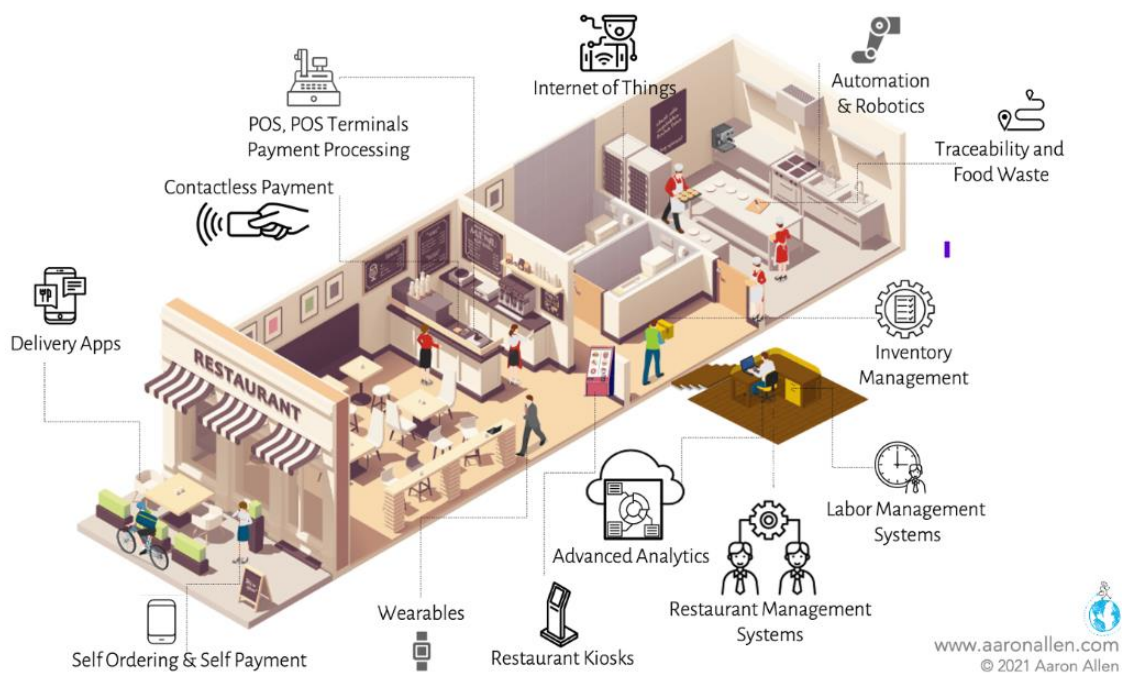 Internet of Things
Automation
& Robotics
POS, POS Terminals
Payment Processing
Traceability and
Food Waste
Contactless Payment
Delivery Apps
RESTAURANT
Inventory
Management
Labor Management
Systems
Advanced Analytics
Restaurant Management
Systems
Wearables
Restaurant Kiosks
Self Ordering & Self Payment
www.aaronallen.com
© 2021 Aaron Allen